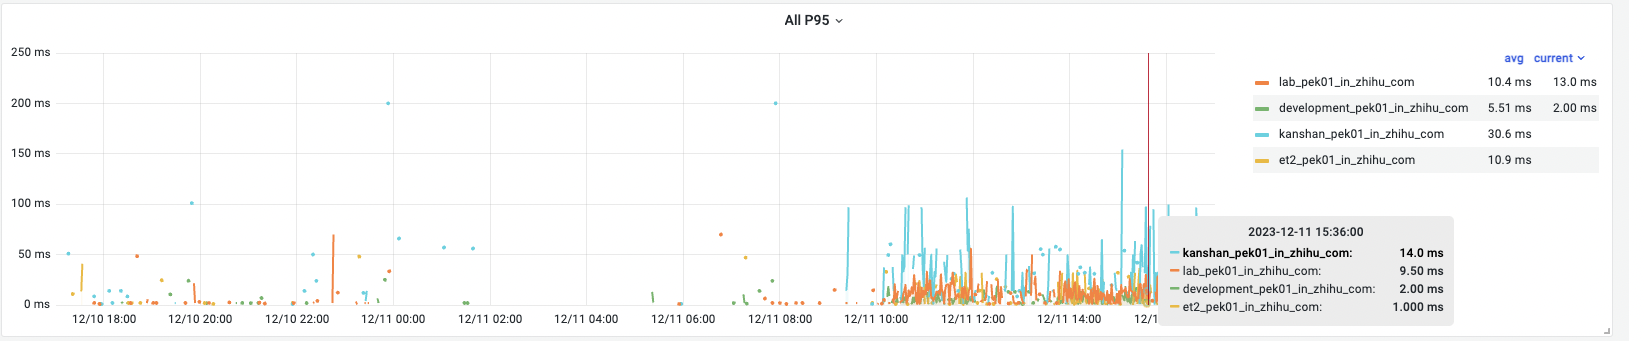 All P95
250 ms
200 ms
150 ms
100 ms
50 ms
0 ms
12/10 18:00 12/10 20:00 12/10 22:00 12/11 00:00 12/11 02:00 12/11 04:00 12/11 06:00 12/11 08:00 12/11 10:00 12/11 12:00 12/11 14:00 12/1
avg current
lab_pek01_in_zhihu_com 10.4 ms 13.0 ms
development_pek01_in_zhihu_com 5.51 ms 2.00 ms
kanshan_pek01_in_zhihu_com 30.6 ms
et2_pek01_in_zhihu_com 10.9 ms
2023-12-11 15:36:00
kanshan_pek01_in_zhihu_com: 14.0 ms
lab_pek01_in_zhihu_com: 9.50 ms
development_pek01_in_zhihu_com: 2.00 ms
et2_pek01_in_zhihu_com: 1.000 ms